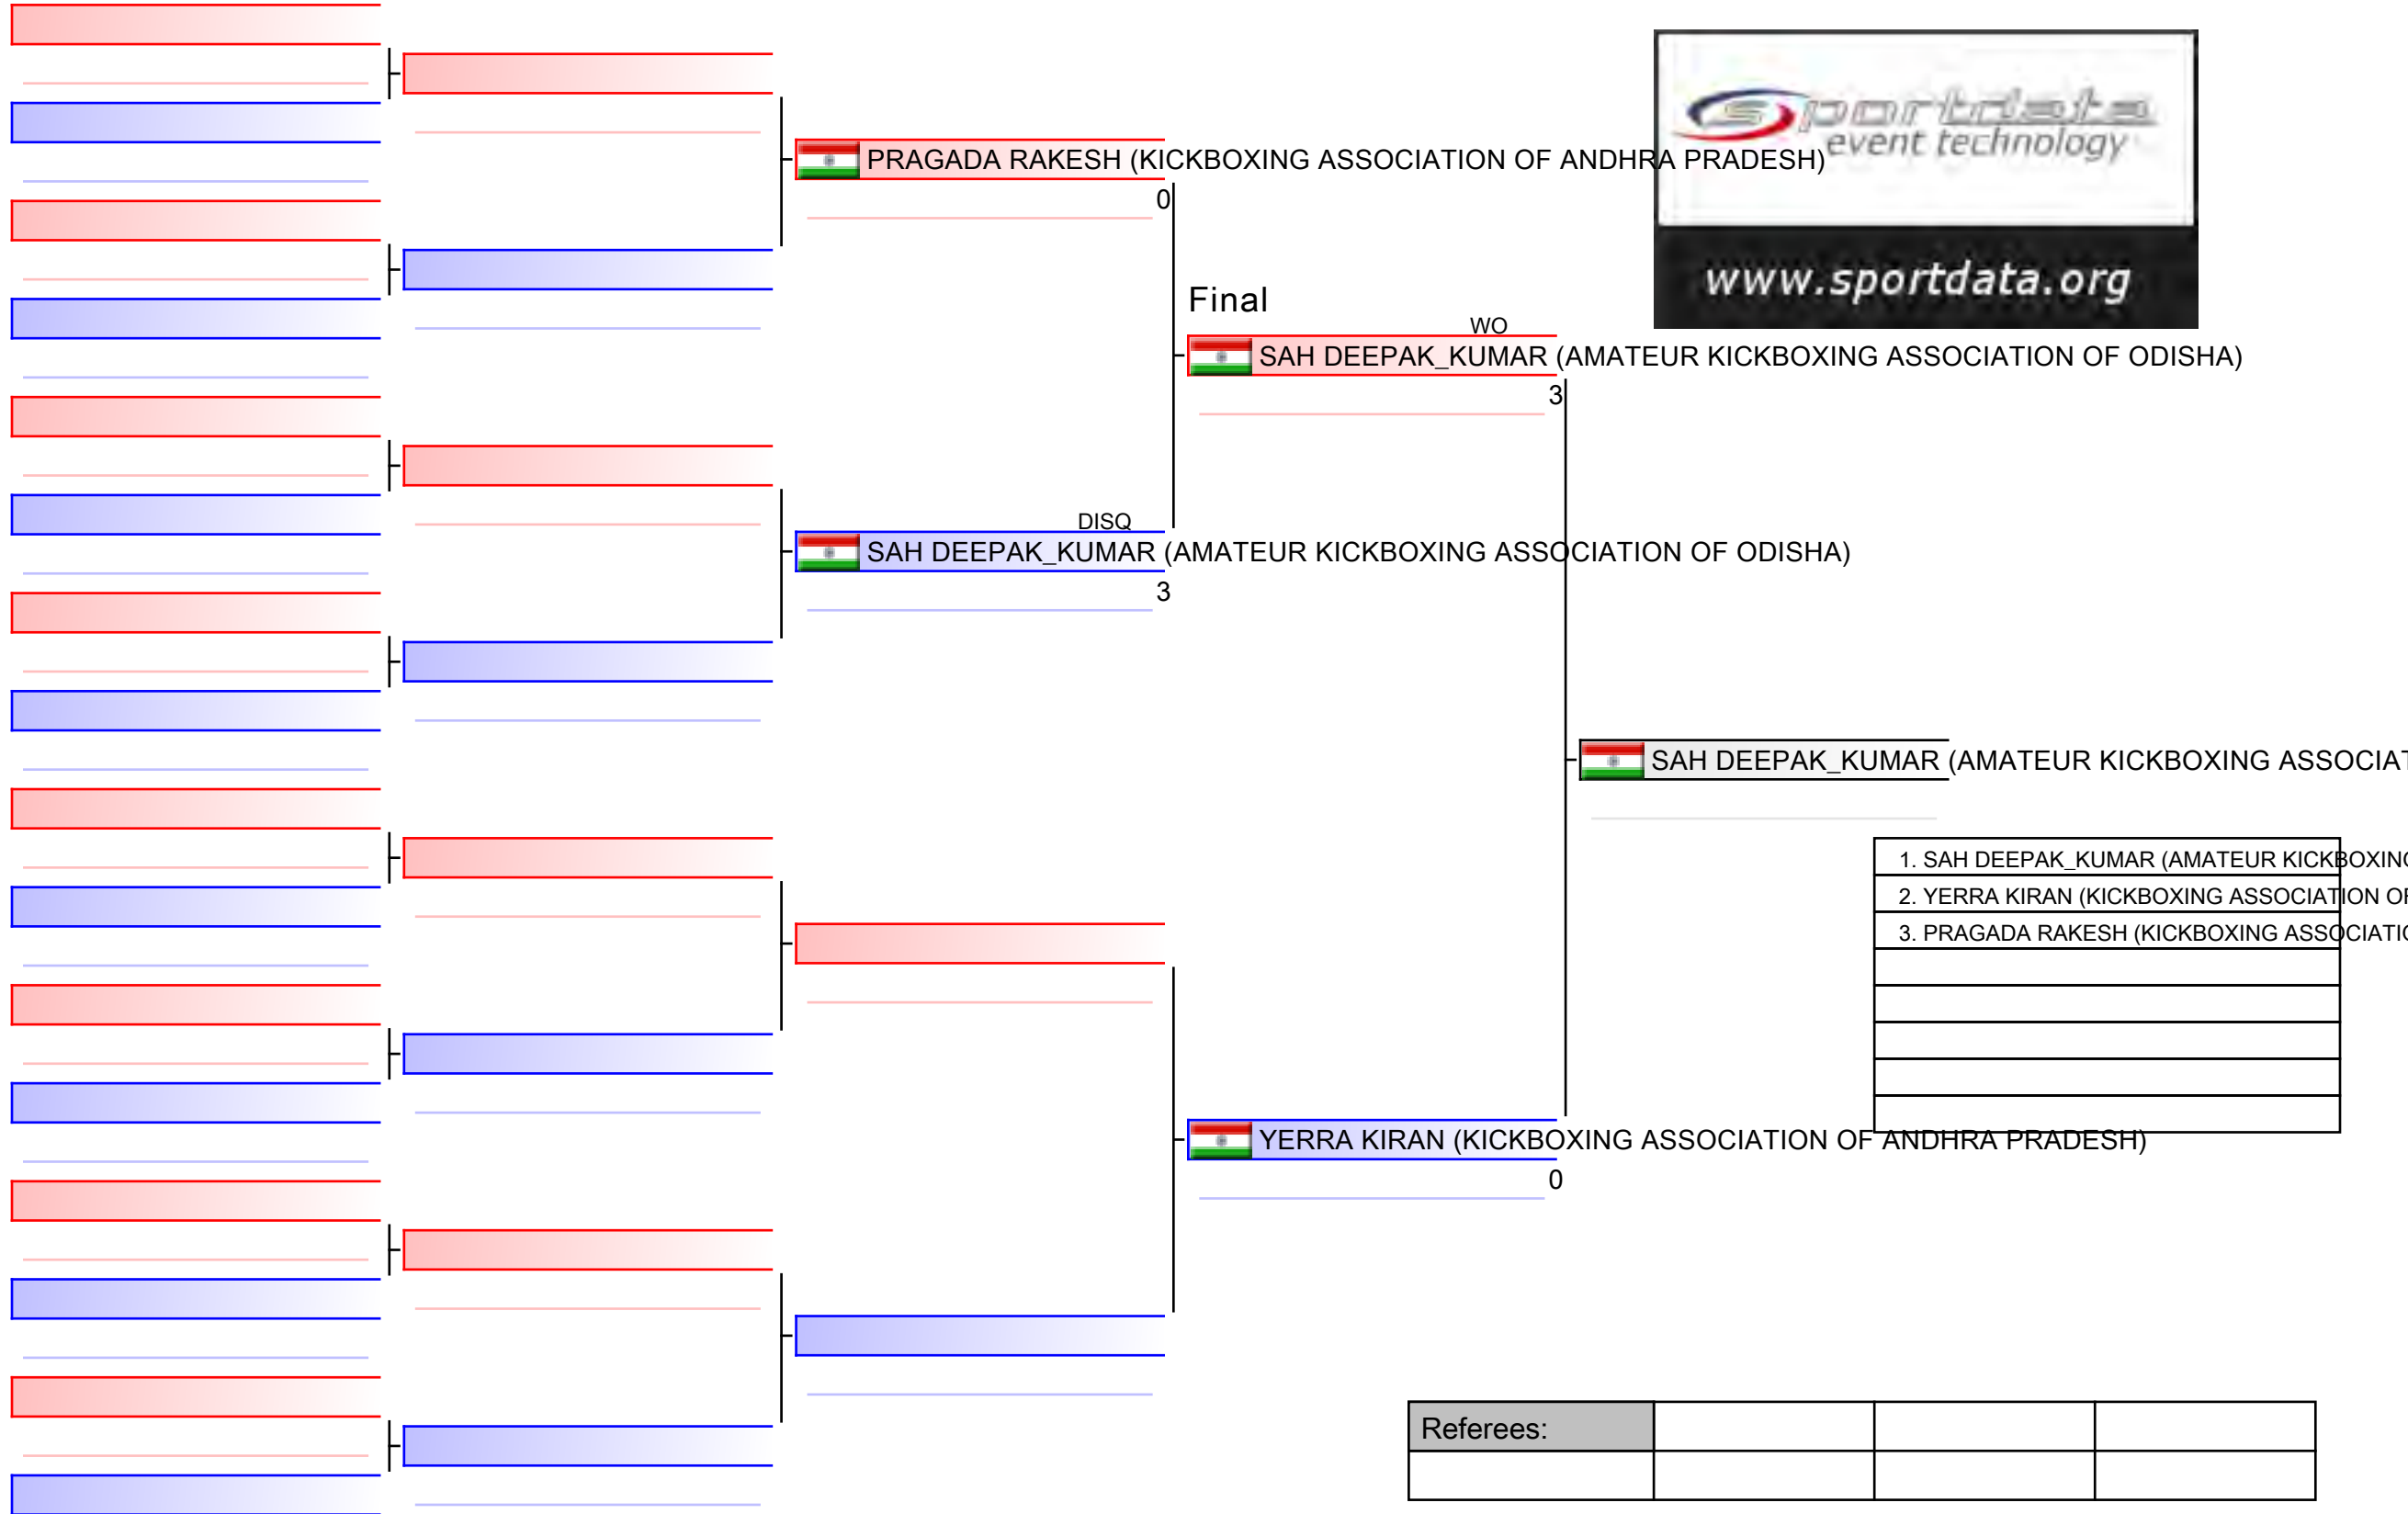 sportdata
event technology
www.sportdata.org
PRAGADA RAKESH (KICKBOXING ASSOCIATION OF ANDHRA PRADESH)
0
Final
WO
SAH DEEPAK_KUMAR (AMATEUR KICKBOXING ASSOCIATION OF ODISHA)
3
DISQ
SAH DEEPAK_KUMAR (AMATEUR KICKBOXING ASSOCIATION OF ODISHA)
3
SAH DEEPAK_KUMAR (AMATEUR KICKBOXING ASSOCIAT
1. SAH DEEPAK_KUMAR (AMATEUR KICKBOXING
2. YERRA KIRAN (KICKBOXING ASSOCIATION OF
3. PRAGADA RAKESH (KICKBOXING ASSOCIATIO
YERRA KIRAN (KICKBOXING ASSOCIATION OF ANDHRA PRADESH)
0
Referees: